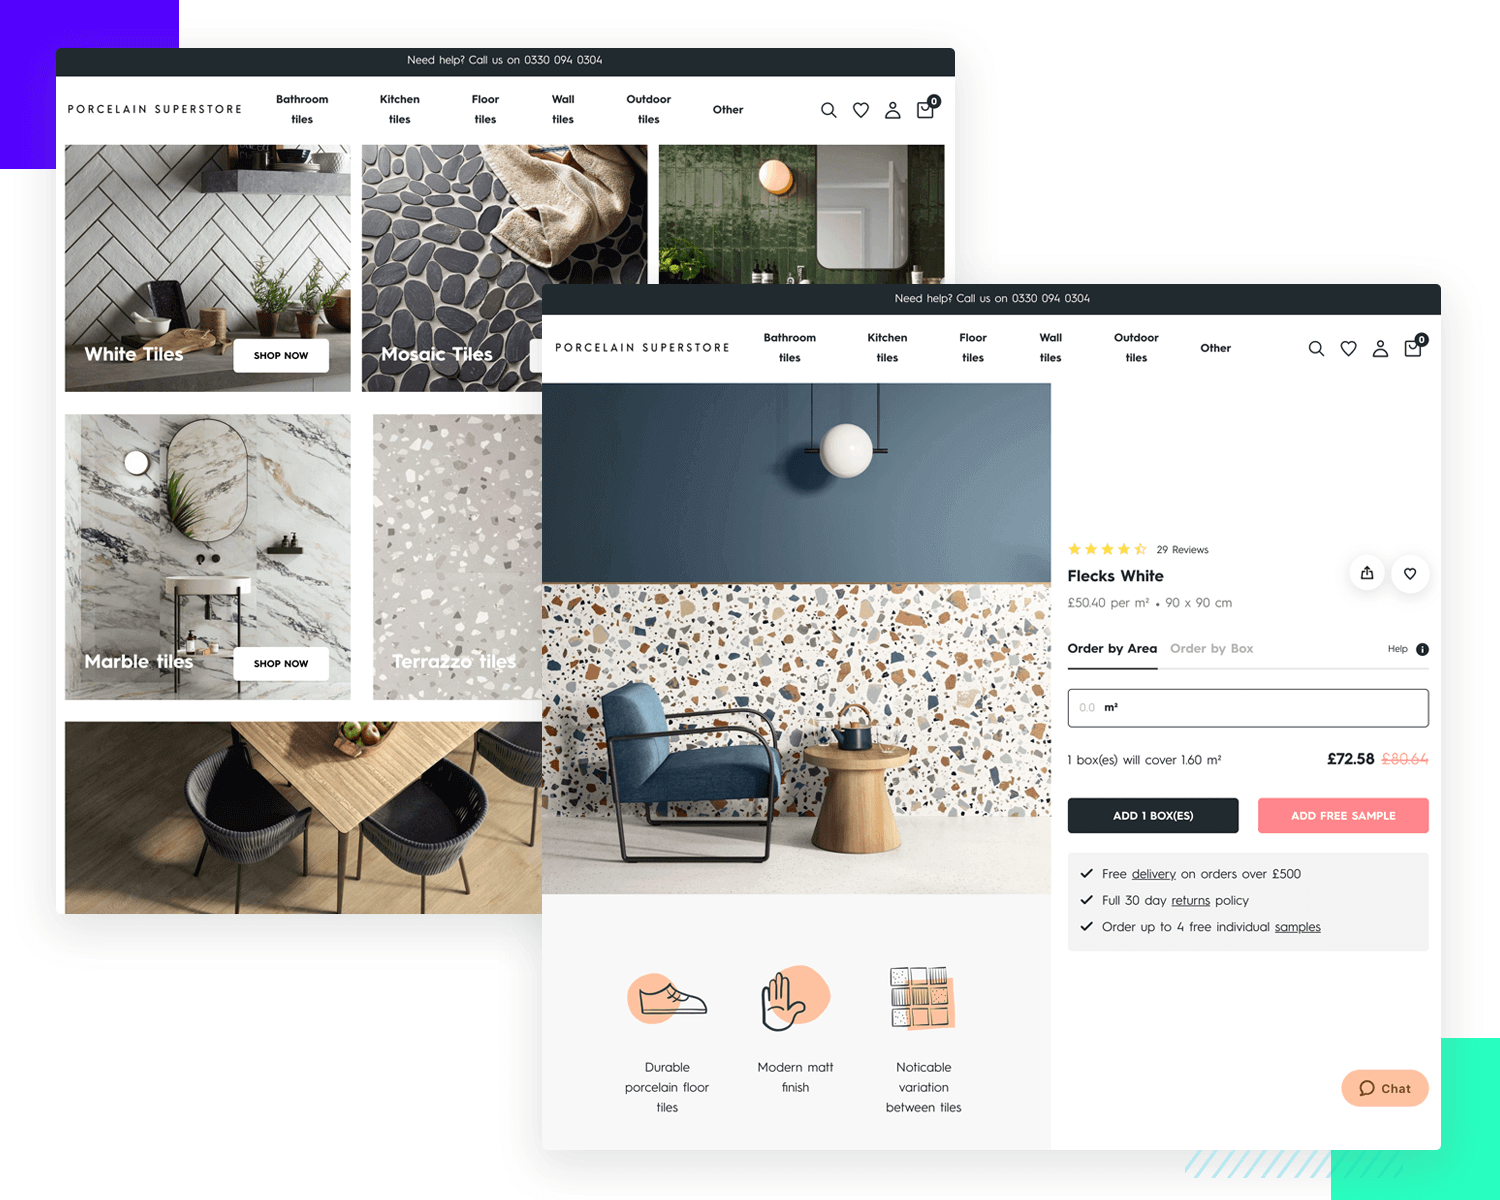 Need help? Call us on 0330 094 0304
PORCELAIN SUPERSTORE
Bathroom
tiles
Kitchen
tiles
Floor
tiles
Wall
tiles
Outdoor
tiles
Other
0
White Tiles
SHOP NOW
Mosaic Tiles
Marble tiles
SHOP NOW
Terrazzo tiles
Need help? Call us on 0330 094 0304
PORCELAIN SUPERSTORE
Bathroom
tiles
Kitchen
tiles
Floor
tiles
Wall
tiles
Outdoor
tiles
Other
0
29 Reviews
Flecks White
£50.40 per m² • 90 x 90 cm
Order by Area
Order by Box
Help
0.0 m²
1 box(es) will cover 1.60 m²
£72.58 £80.64
ADD 1 BOX(ES)
ADD FREE SAMPLE
Free delivery on orders over £500
Full 30 day returns policy
Order up to 4 free individual samples
Durable
porcelain floor
tiles
Modern matt
finish
Noticable
variation
between tiles
Chat